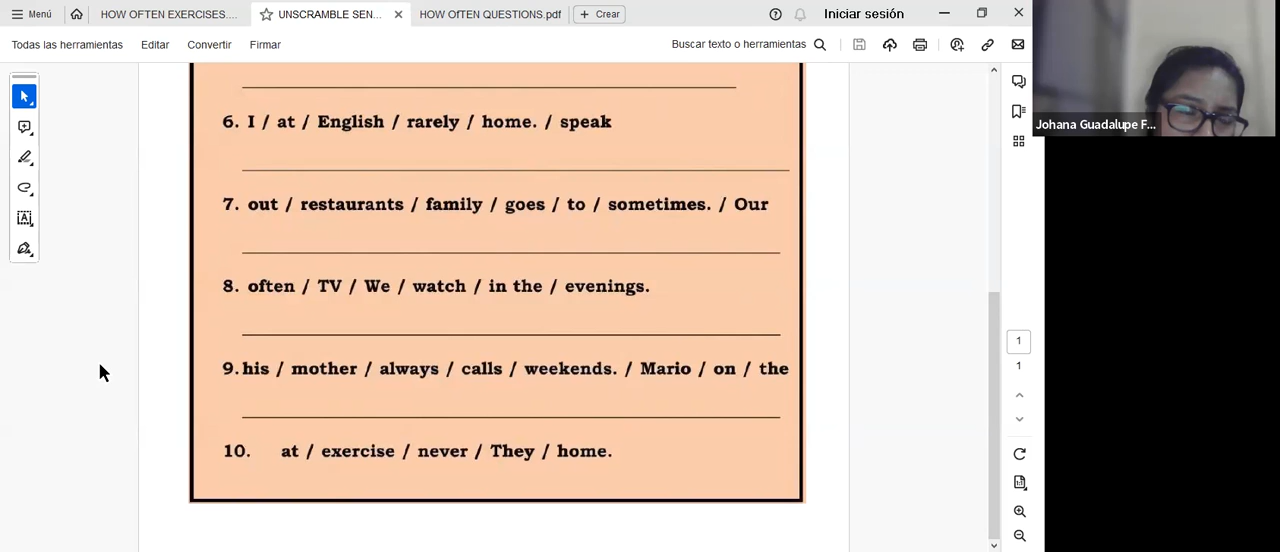 Menú
HOW OFTEN EXERCISES....
UNSCRAMBLE SEN...
HOW OfTEN QUESTIONS.pdf
Crear
Iniciar sesión
Todas las herramientas
Editar
Convertir
Firmar
Buscar texto o herramientas
6. I / at / English / rarely / home. / speak
7. out / restaurants / family / goes / to / sometimes. / Our
8. often / TV / We / watch / in the / evenings.
9. his / mother / always / calls / weekends. / Mario / on / the
10. at / exercise / never / They / home.
1
1
Johana Guadalupe F...